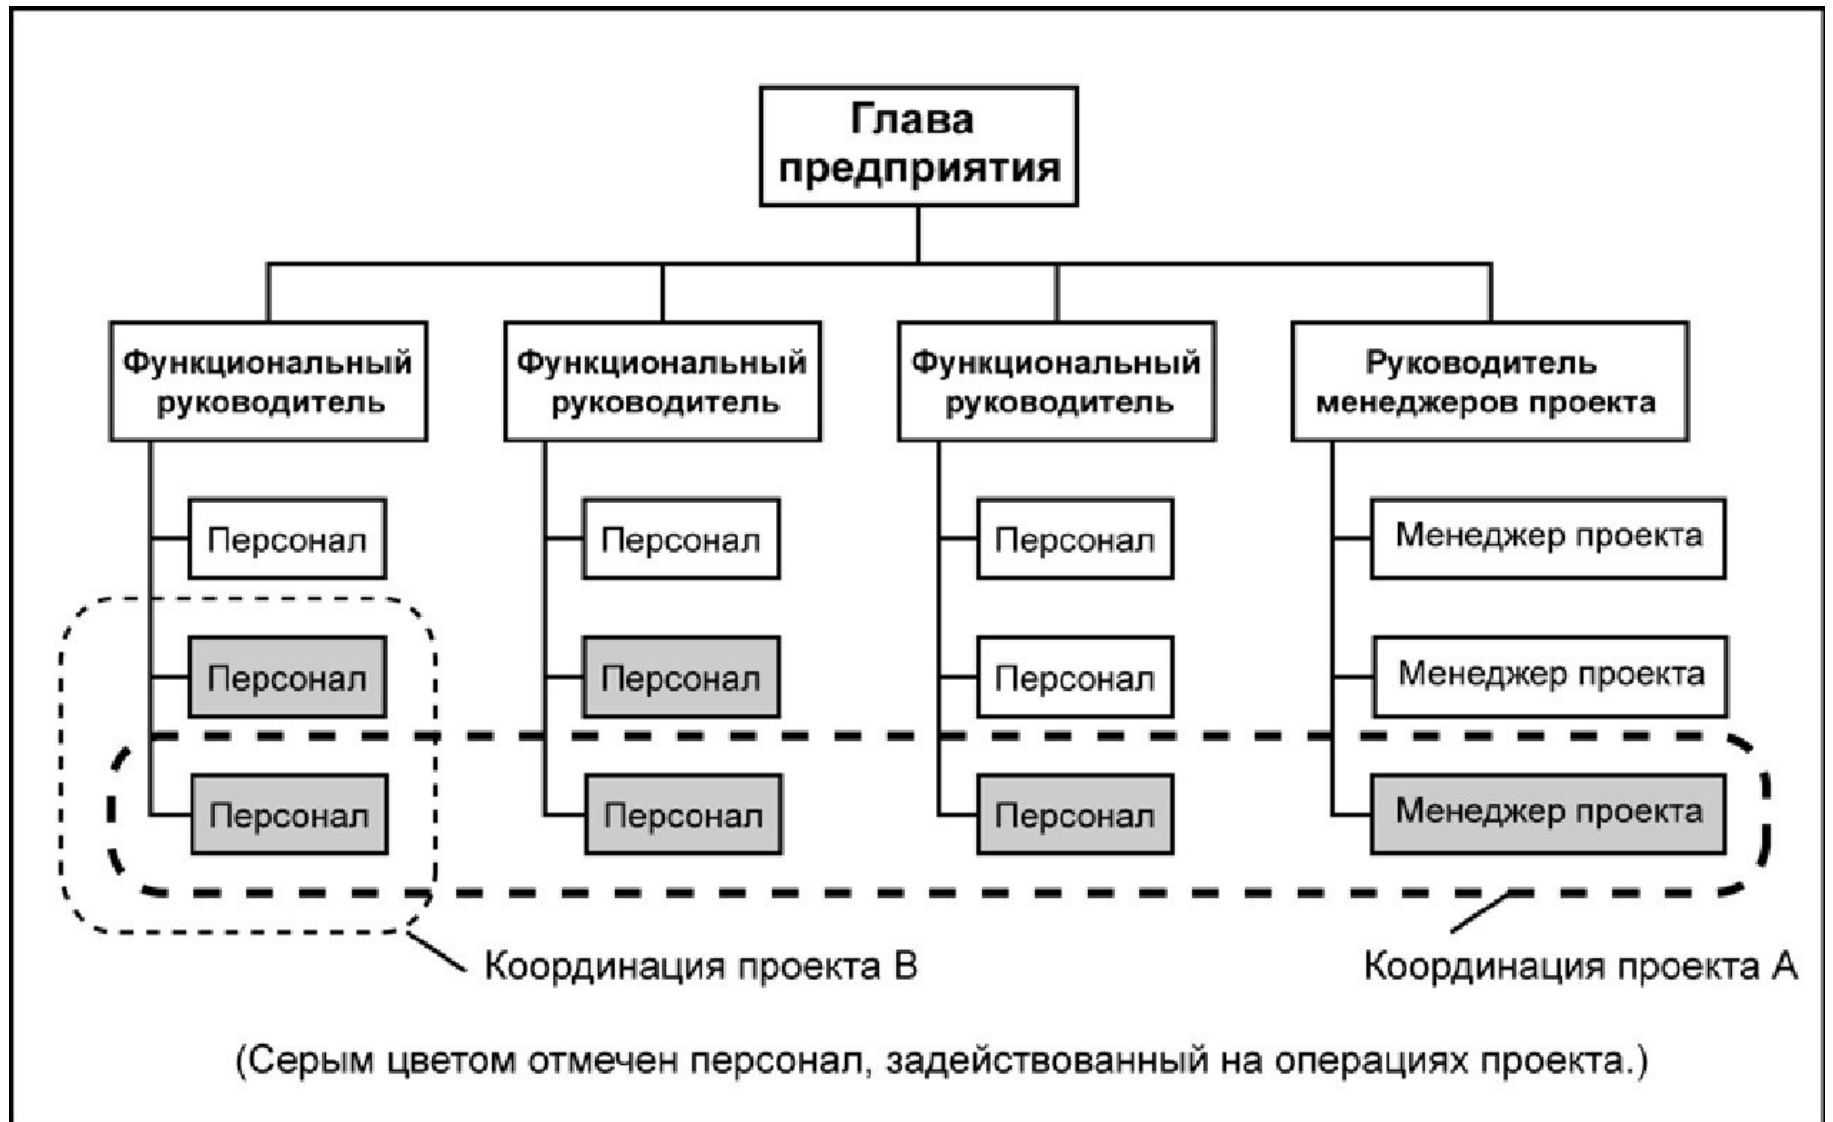 Глава
предприятия
Функциональный
руководитель
Функциональный
руководитель
Функциональный
руководитель
Руководитель
менеджеров проекта
Персонал
Персонал
Персонал
Менеджер проекта
Персонал
Персонал
Персонал
Менеджер проекта
Персонал
Персонал
Персонал
Менеджер проекта
Координация проекта В
Координация проекта А
(Серым цветом отмечен персонал, задействованный на операциях проекта.)